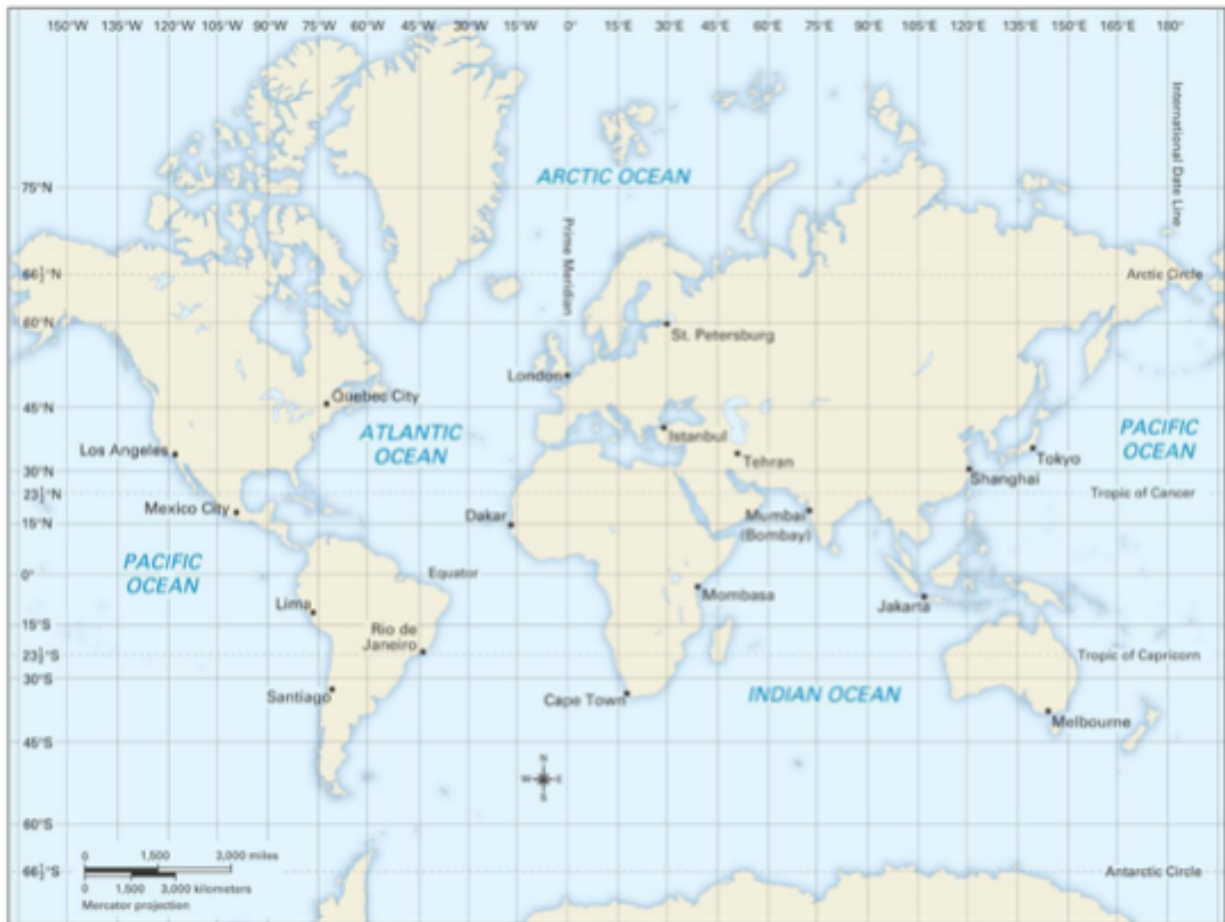 150°W 135°W 120°W 105°W 90°W 75°W 60°W 45°W 30°W 15°W 0° 15°E 30°E 45°E 60°E 75°E 90°E 105°E 120°E 135°E 150°E 165°E 180°
International Date Line
ARCTIC OCEAN
75°N
Prime Meridian
66½°N
Arctic Circle
60°N
St. Petersburg
London
Quebec City
45°N
ATLANTIC
OCEAN
PACIFIC
OCEAN
Istanbul
Los Angeles
Tehran
Tokyo
30°N
Shanghai
23½°N
Tropic of Cancer
Mexico City
Dakar
Mumbai
(Bombay)
15°N
PACIFIC
OCEAN
0°
Equator
Mombasa
Jakarta
Lima
15°S
Rio de
Janeiro
23½°S
Tropic of Capricorn
30°S
Santiago
Cape Town
INDIAN OCEAN
Melbourne
45°S
N
W E
S
60°S
0 1,500 3,000 miles
0 1,500 3,000 kilometers
Mercator projection
66½°S
Antarctic Circle